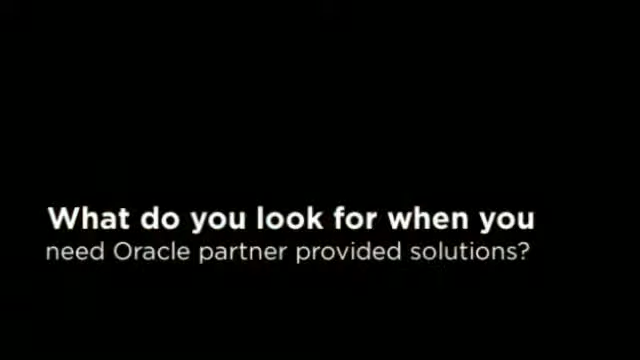 What do you look for when you
need Oracle partner provided solutions?